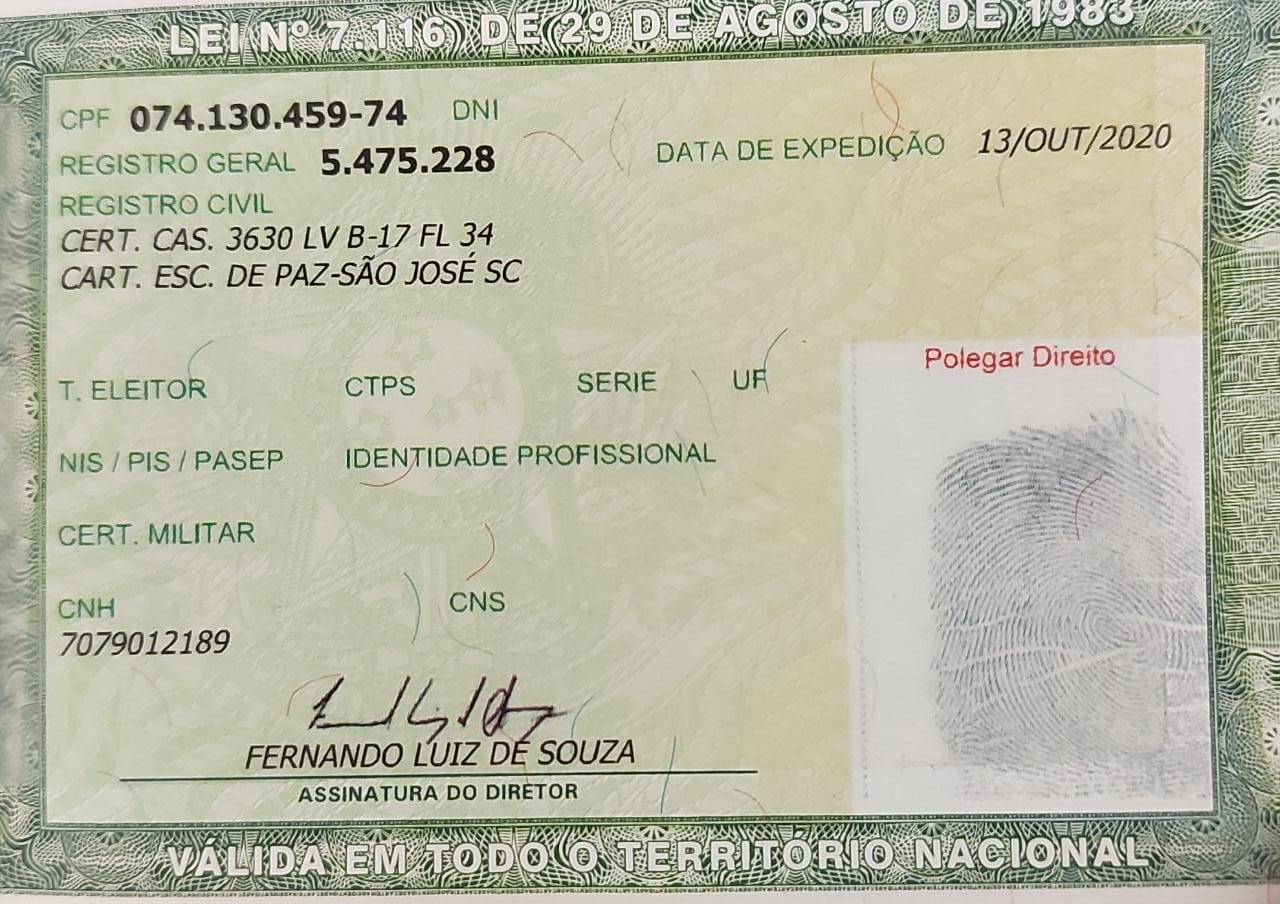 LEI Nº 7.116 DE 29 DE AGOSTO DE 1983
CPF 074.130.459-74 DNI
REGISTRO GERAL 5.475.228 DATA DE EXPEDIÇÃO 13/OUT/2020
REGISTRO CIVIL
CERT. CAS. 3630 LV B-17 FL 34
CART. ESC. DE PAZ-SÃO JOSÉ SC
Polegar Direito
T. ELEITOR CTPS SERIE UF
NIS / PIS / PASEP IDENTIDADE PROFISSIONAL
CERT. MILITAR
CNH CNS
7079012189
FERNANDO LUIZ DE SOUZA
ASSINATURA DO DIRETOR
VÁLIDA EM TODO O TERRITÓRIO NACIONAL